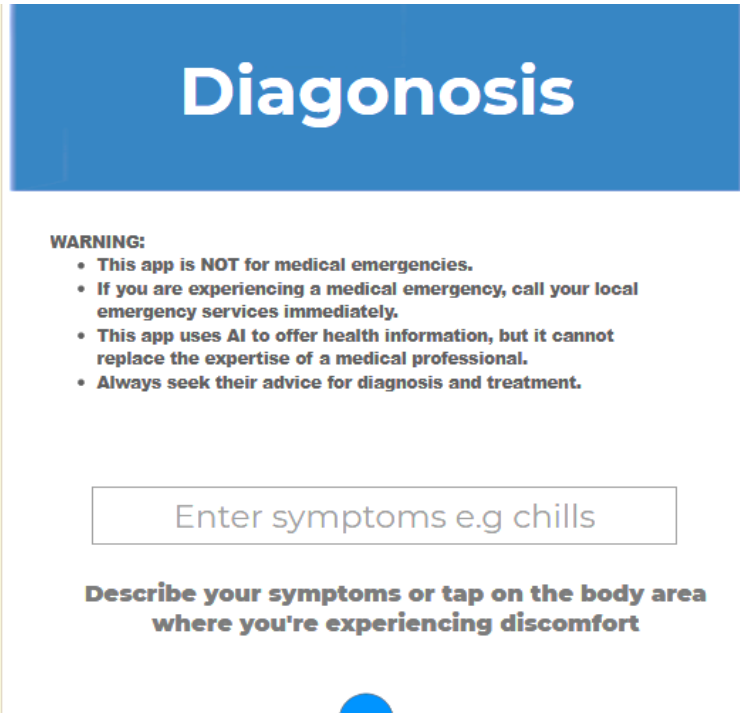 Diagonosis
WARNING:
• This app is NOT for medical emergencies.
• If you are experiencing a medical emergency, call your local
emergency services immediately.
• This app uses AI to offer health information, but it cannot
replace the expertise of a medical professional.
• Always seek their advice for diagnosis and treatment.
Enter symptoms e.g chills
Describe your symptoms or tap on the body area
where you're experiencing discomfort